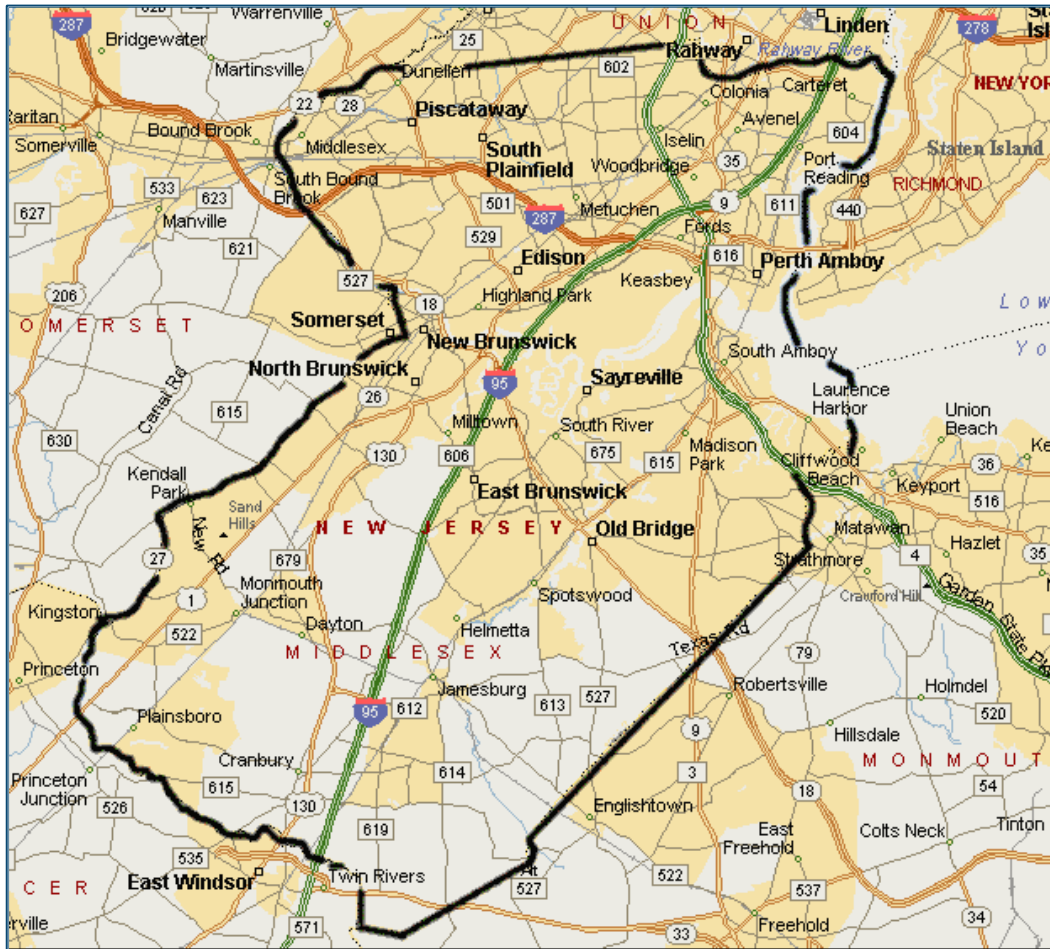 287
Bridgewater
Warrenville
25
UNION
Linden
278
Martinsville
Dunellen
602
Rahway
Rahway River
22
28
Colonia
Carteret
NEW YOR
Raritan
Piscataway
Avenel
Somerville
Bound Brook
Middlesex
South
Plainfield
Iselin
604
Staten Island
Woodbridge
35
Port
Reading
533
South Bound
Brook
RICHMOND
627
623
Manville
501
287
Metuchen
9
611
440
621
529
Fords
Edison
616
Perth Amboy
206
527
Keasbey
18
Highland Park
Low
OMERSET
Somerset
New Brunswick
Yo
North Brunswick
South Amboy
95
Sayreville
Canal Rd
615
26
Laurence
Harbor
Union
Beach
630
Milltown
South River
130
606
675
615
Madison
Park
Cliffwood
Beach
36
Kendall
Park
Keyport
516
East Brunswick
Sand
Hills
NEW JERSEY
Old Bridge
Matawan
New Rd
27
679
Strathmore
4
Hazlet
35
Monmouth
Junction
1
Spotswood
Crawford Hill
Garden State Pk
Kingston
522
Dayton
Helmetta
Texas Rd
79
Princeton
MIDDLESEX
Jamesburg
527
Robertsville
Holmdel
95
612
613
520
Plainsboro
9
Hillsdale
MONMOUT
Princeton
Junction
Cranbury
614
3
54
615
526
130
Englishtown
18
619
East
Freehold
Colts Neck
Tinton
535
East Windsor
At
527
522
CER
Twin Rivers
537
erville
571
33
Freehold
34